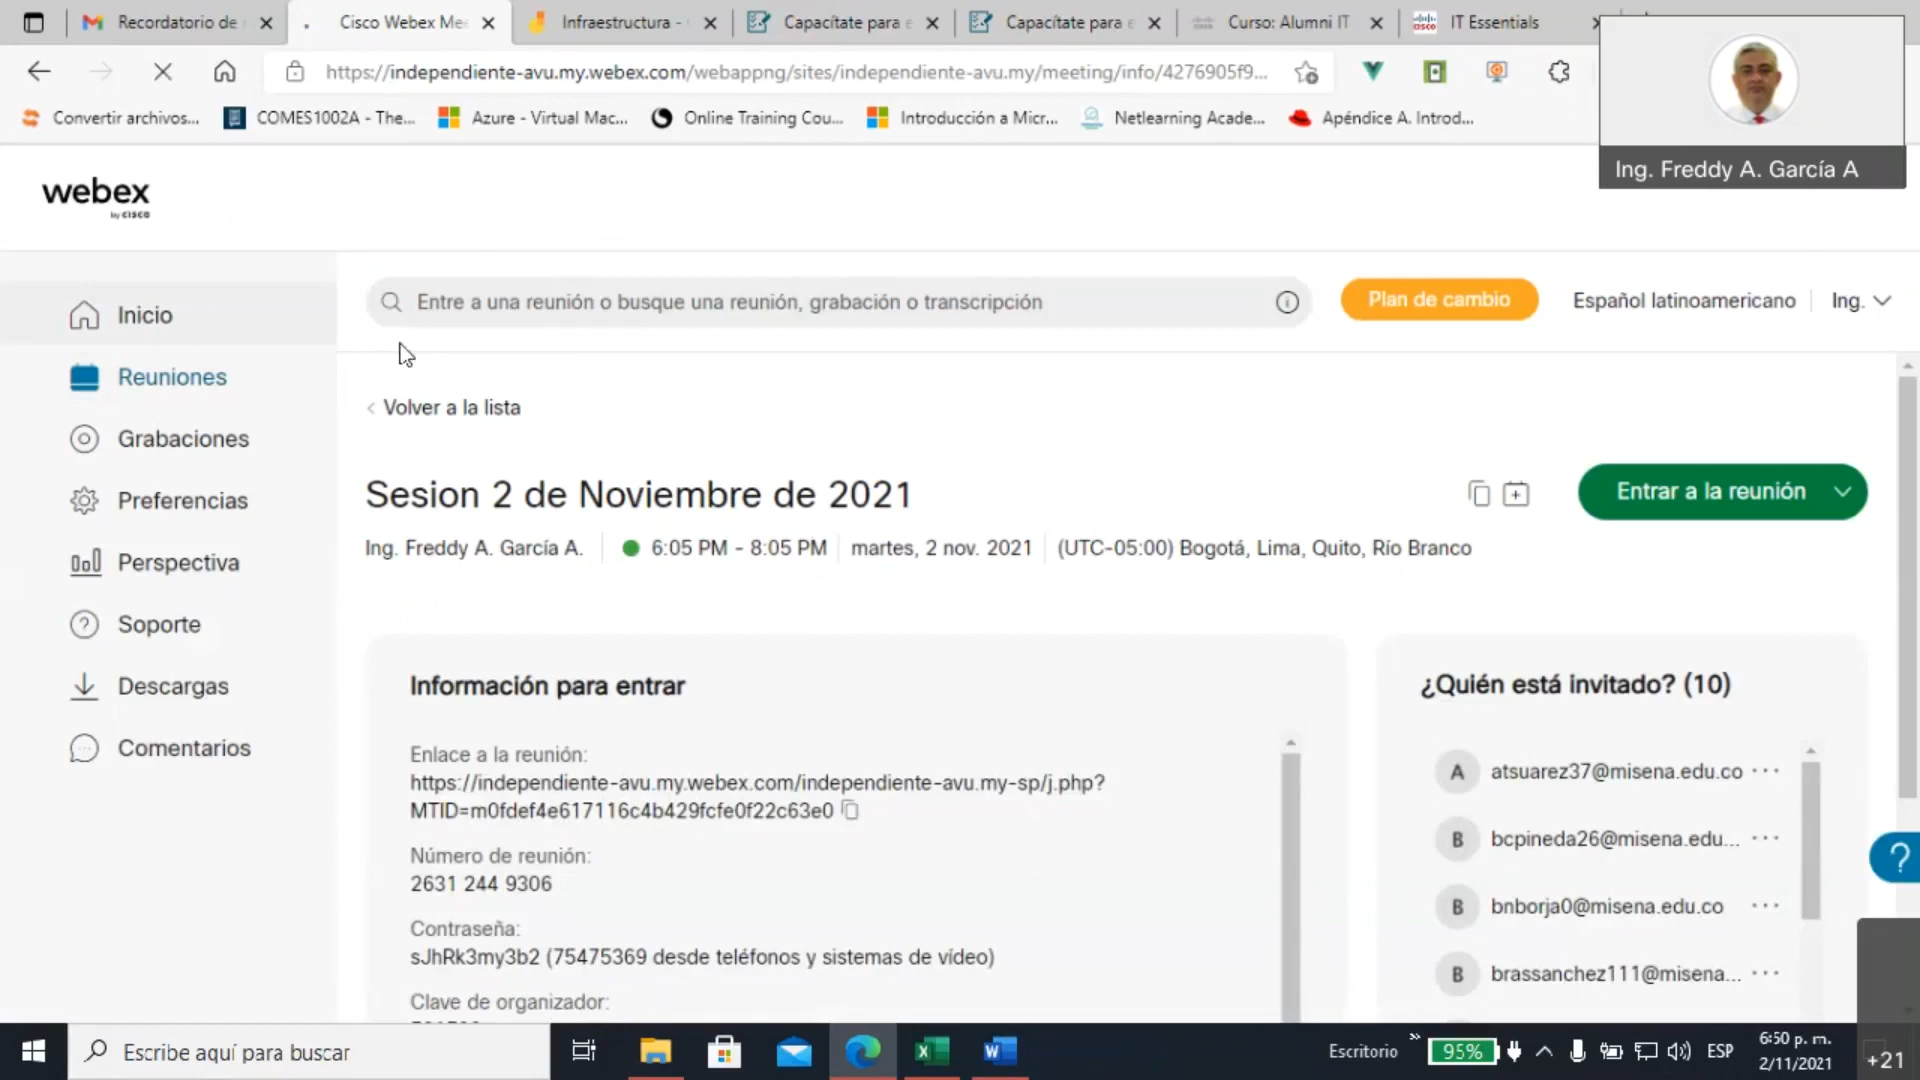 Recordatorio de
Cisco Webex Me
Infraestructura -
Capacítate para e
Capacítate para e
Curso: Alumni IT
IT Essentials
https://independiente-avu.my.webex.com/webappng/sites/independiente-avu.my/meeting/info/4276905f9...
Convertir archivos...
COMES1002A - The...
Azure - Virtual Mac...
Online Training Cou...
Introducción a Micr...
Netlearning Acade...
Apéndice A. Introd...
Ing. Freddy A. García A
webex
by CISCO
Inicio
Reuniones
Grabaciones
Preferencias
Perspectiva
Soporte
Descargas
Comentarios
Entre a una reunión o busque una reunión, grabación o transcripción
Plan de cambio
Español latinoamericano
Ing.
Volver a la lista
Sesion 2 de Noviembre de 2021
Entrar a la reunión
Ing. Freddy A. García A.
6:05 PM - 8:05 PM
martes, 2 nov. 2021
(UTC-05:00) Bogotá, Lima, Quito, Río Branco
Información para entrar
Enlace a la reunión:
https://independiente-avu.my.webex.com/independiente-avu.my-sp/j.php?
MTID=m0fdef4e617116c4b429fcfe0f22c63e0
Número de reunión:
2631 244 9306
Contraseña:
sJhRk3my3b2 (75475369 desde teléfonos y sistemas de vídeo)
Clave de organizador:
¿Quién está invitado? (10)
A atsuarez37@misena.edu.co
B bcpineda26@misena.edu...
B bnborja0@misena.edu.co
B brassanchez111@misena...
?
Escribe aquí para buscar
Escritorio
95%
ESP
6:50 p. m.
2/11/2021
+21